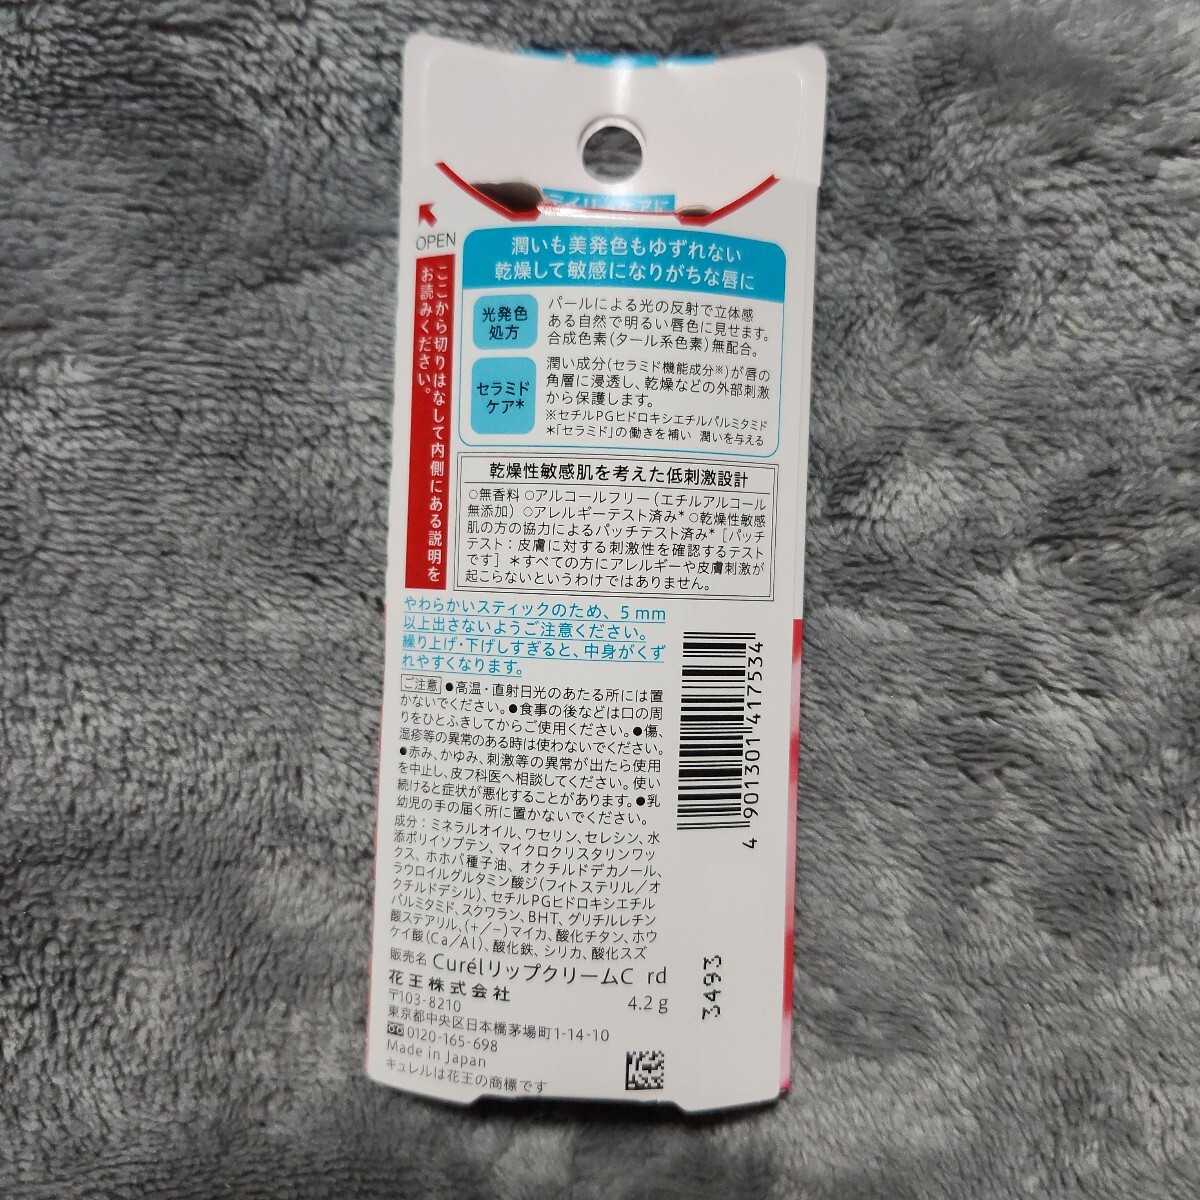 OPEN
ここから切りはなして内側にある説明を
お読みください。
潤いも美発色もゆずれない
乾燥して敏感になりがちな唇に
光発色
処方
パールによる光の反射で立体感
ある自然で明るい唇色に見せます。
合成色素(タール系色素)無配合。
セラミド
ケア*
潤い成分(セラミド機能成分※)が唇の
角層に浸透し、乾燥などの外部刺激
から保護します。
※セチルPGヒドロキシエチルパルミタミド
*「セラミド」の働きを補い 潤いを与える
乾燥性敏感肌を考えた低刺激設計
○無香料 ○アルコールフリー(エチルアルコール
無添加) ○アレルギーテスト済み* ○乾燥性敏感
肌の方の協力によるパッチテスト済み* [パッチ
テスト:皮膚に対する刺激性を確認するテスト
です] *すべての方にアレルギーや皮膚刺激が
起こらないというわけではありません。
やわらかいスティックのため、5 mm
以上出さないようご注意ください。
繰り上げ・下げしすぎると、中身がくず
れやすくなります。
ご注意 ●高温・直射日光のあたる所には置
かないでください。●食事の後などは口の周
りをひとふきしてからご使用ください。●傷、
湿疹等の異常のある時は使わないでください。
●赤み、かゆみ、刺激等の異常が出たら使用
を中止し、皮フ科医へ相談してください。使い
続けると症状が悪化することがあります。●乳
幼児の手の届く所に置かないでください。
成分:ミネラルオイル、ワセリン、セレシン、水
添ポリイソブテン、マイクロクリスタリンワッ
クス、ホホバ種子油、オクチルドデカノール、
ラウロイルグルタミン酸ジ(フィトステリル/オ
クチルドデシル)、セチルPGヒドロキシエチル
パルミタミド、スクワラン、BHT、グリチルレチン
酸ステアリル、(+/−)マイカ、酸化チタン、ホウ
ケイ酸(Ca/Al)、酸化鉄、シリカ、酸化スズ
販売名 CurélリップクリームC rd
花王株式会社 4.2 g
〒103-8210
東京都中央区日本橋茅場町1-14-10
0120-165-698
Made in Japan
キュレルは花王の商標です
4 901301 417534
3493